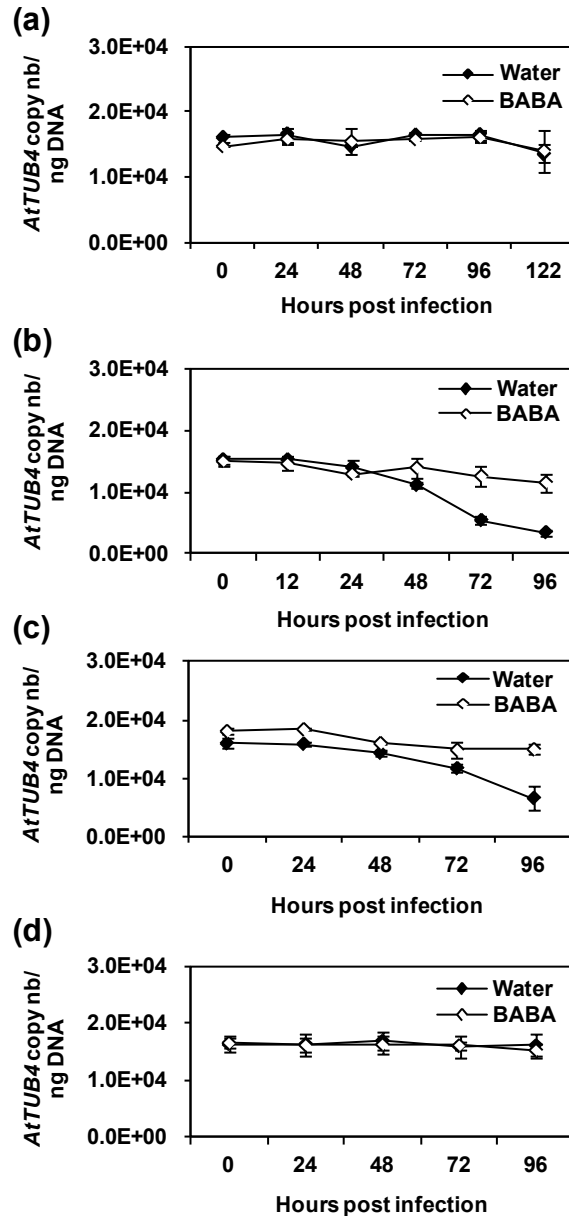 (a)
3.0E+04
2.0E+04
1.0E+04
0.0E+00
AtTUB4 copy nb/
ng DNA
Water
BABA
0 24 48 72 96 122
Hours post infection
(b)
3.0E+04
2.0E+04
1.0E+04
0.0E+00
AtTUB4 copy nb/
ng DNA
Water
BABA
0 12 24 48 72 96
Hours post infection
(c)
3.0E+04
2.0E+04
1.0E+04
0.0E+00
AtTUB4 copy nb/
ng DNA
Water
BABA
0 24 48 72 96
Hours post infection
(d)
3.0E+04
2.0E+04
1.0E+04
0.0E+00
AtTUB4 copy nb/
ng DNA
Water
BABA
0 24 48 72 96
Hours post infection